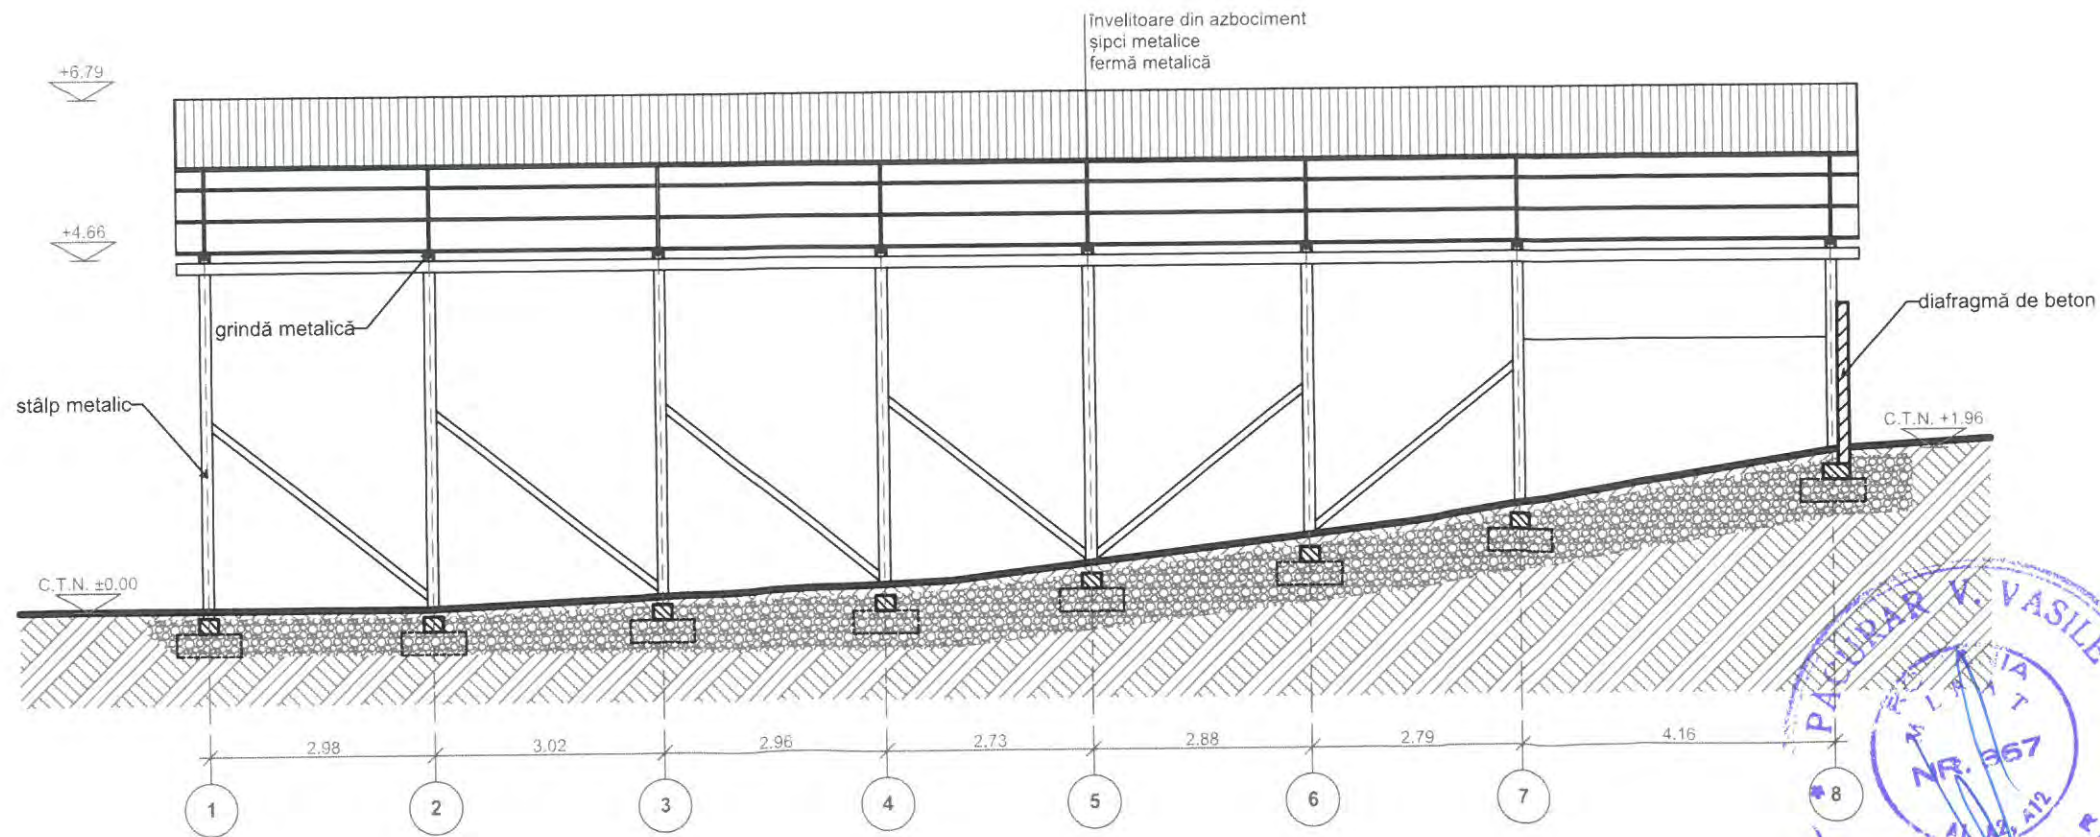 învelitoare din azbociment
șipci metalice
fermă metalică
+6.79
+4.66
grindă metalică
diafragmă de beton
stâlp metalic
C.T.N. +1.96
C.T.N. ±0.00
2.98 3.02 2.96 2.73 2.88 2.79 4.16
1 2 3 4 5 6 7 8
PACURAR V. VASILE
NR. 667